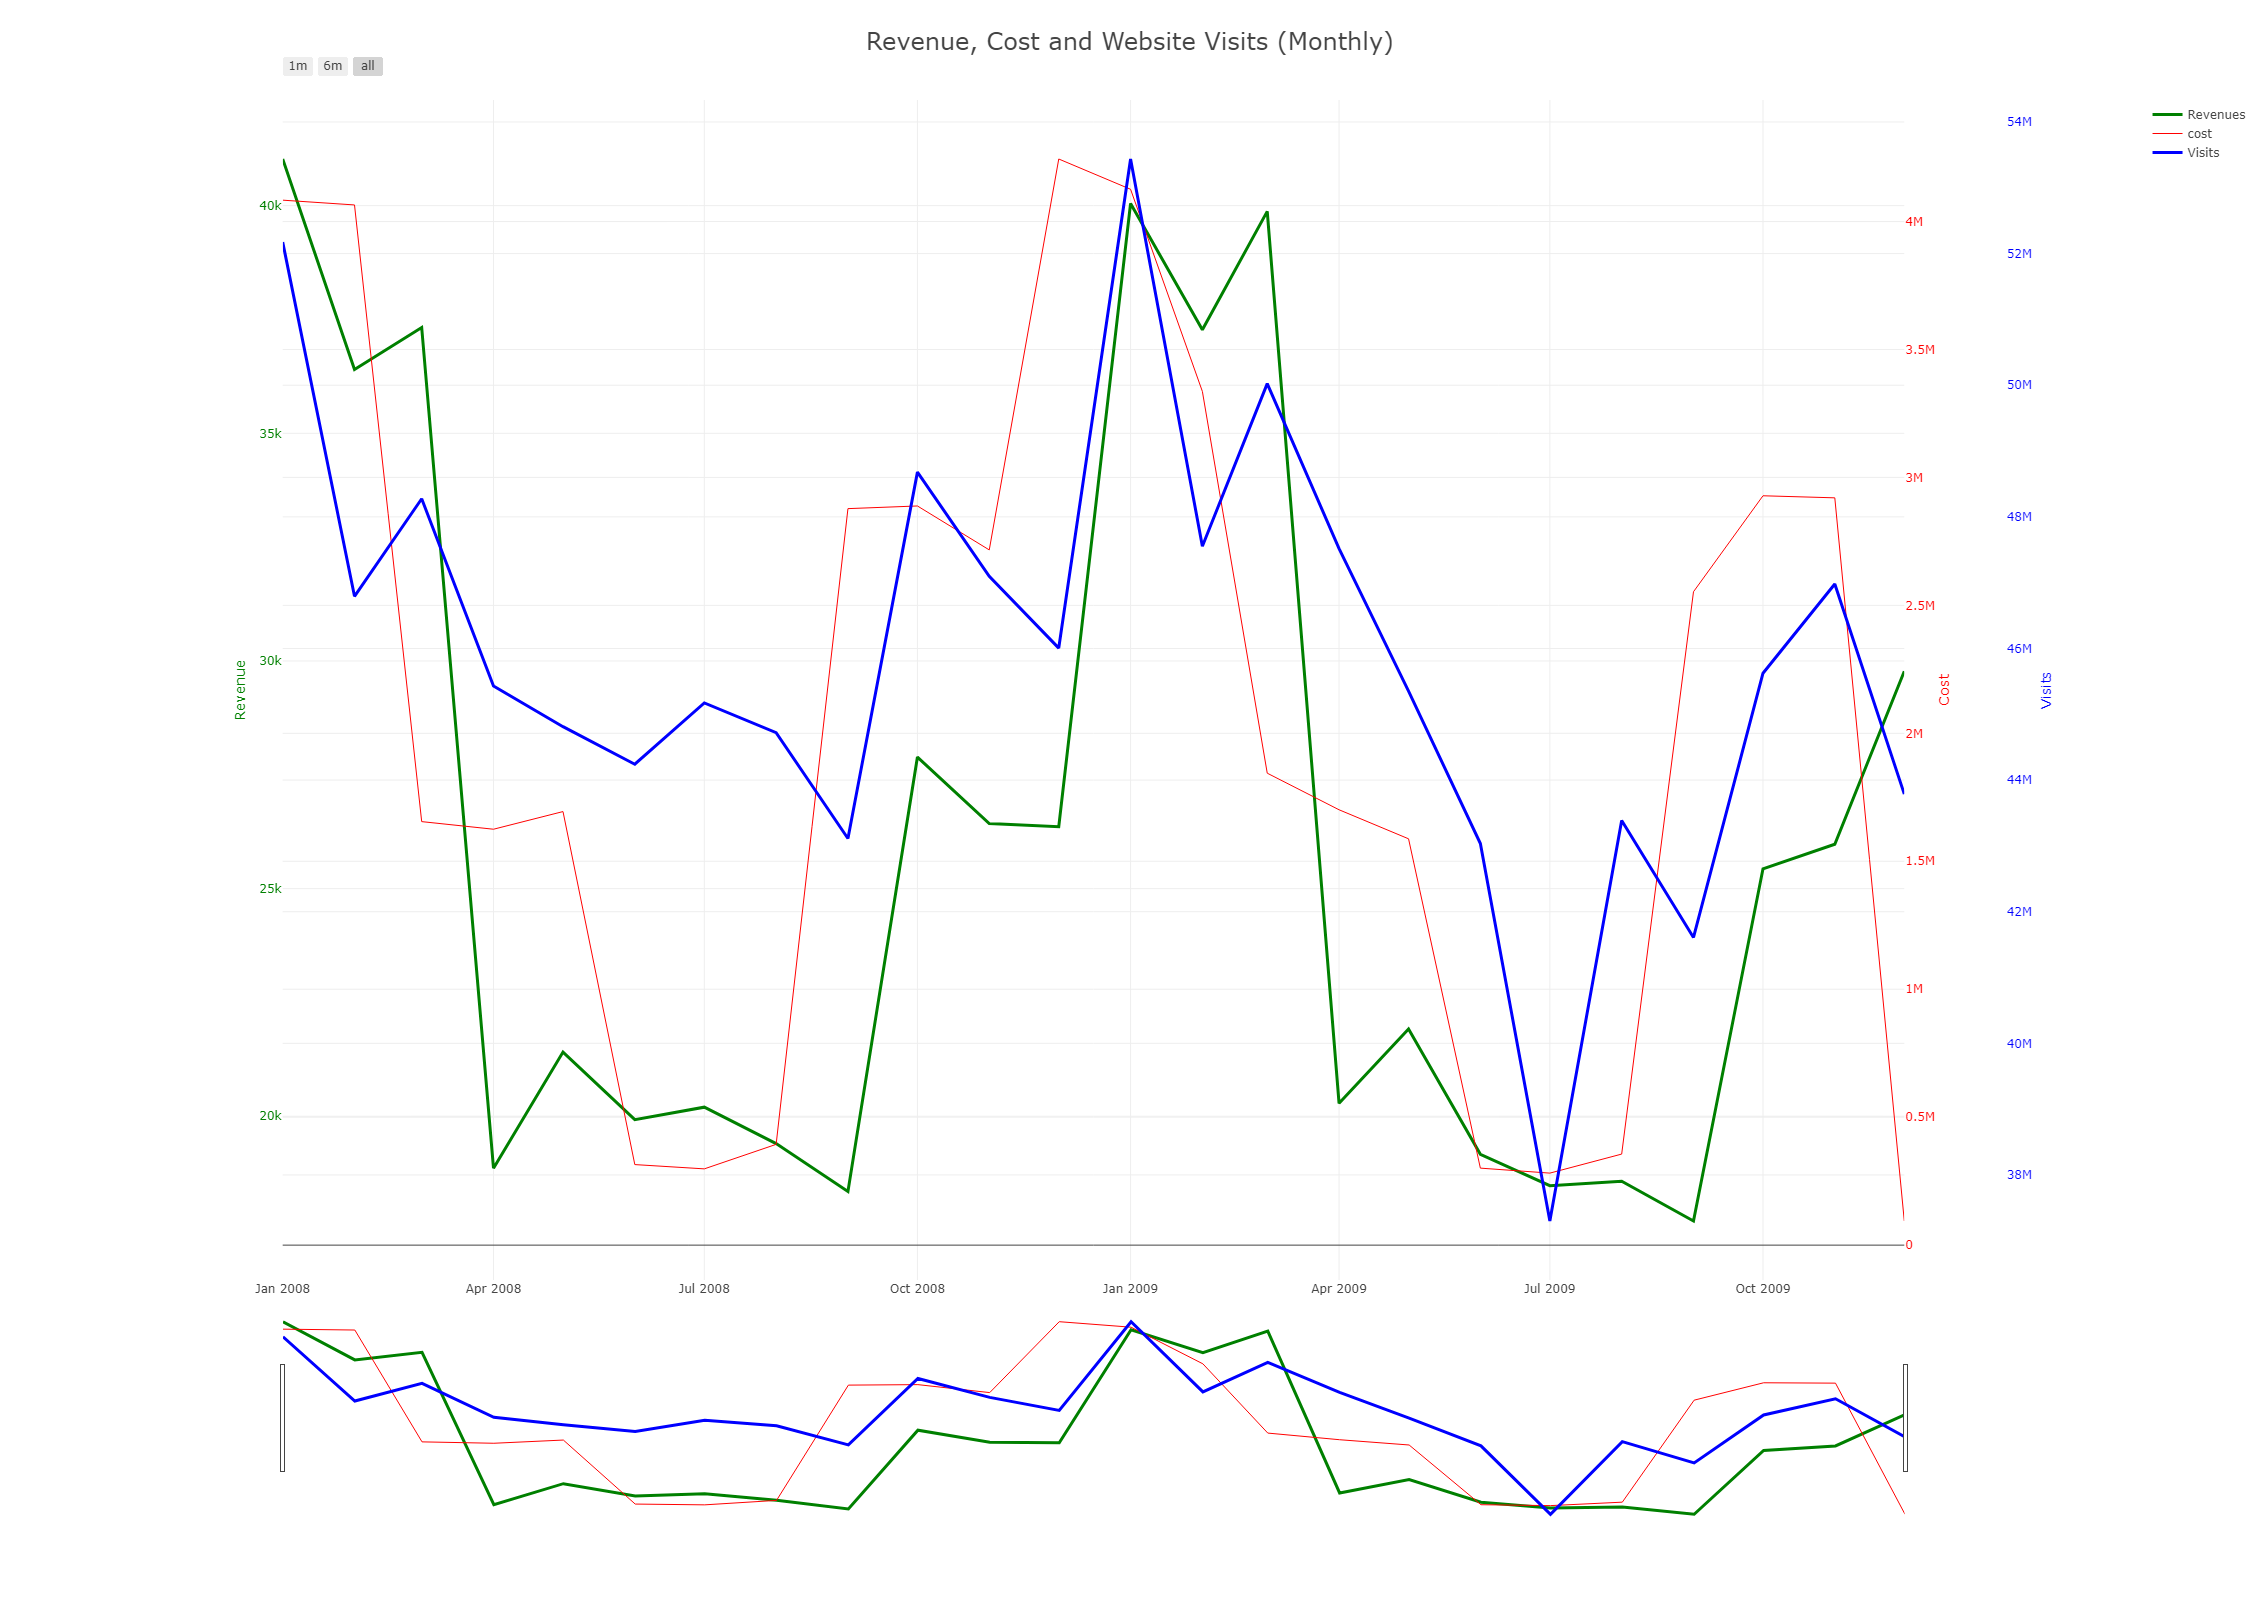 Revenue, Cost and Website Visits (Monthly)
1m 6m all
Revenues
cost
Visits
40k
35k
30k
25k
20k
Revenue
4M
3.5M
3M
2.5M
2M
1.5M
1M
0.5M
0
Cost
54M
52M
50M
48M
46M
44M
42M
40M
38M
Visits
Jan 2008 Apr 2008 Jul 2008 Oct 2008 Jan 2009 Apr 2009 Jul 2009 Oct 2009